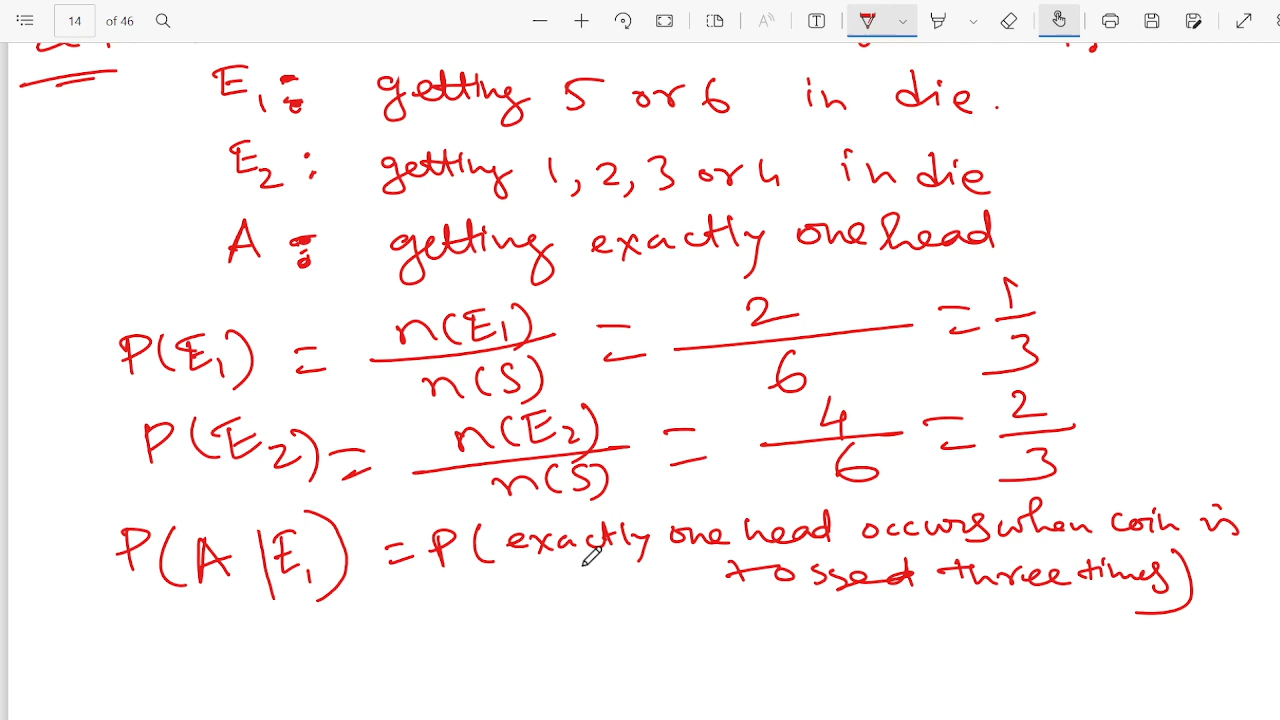 14 of 46
E₁: getting 5 or 6 in die.
E₂: getting 1, 2, 3 or 4 in die
A: getting exactly one head
P(E₁) = n(E₁)/n(S) = 2/6 = 1/3
P(E₂) = n(E₂)/n(S) = 4/6 = 2/3
P(A|E₁) = P(exactly one head occurs when coin is
tossed three times)